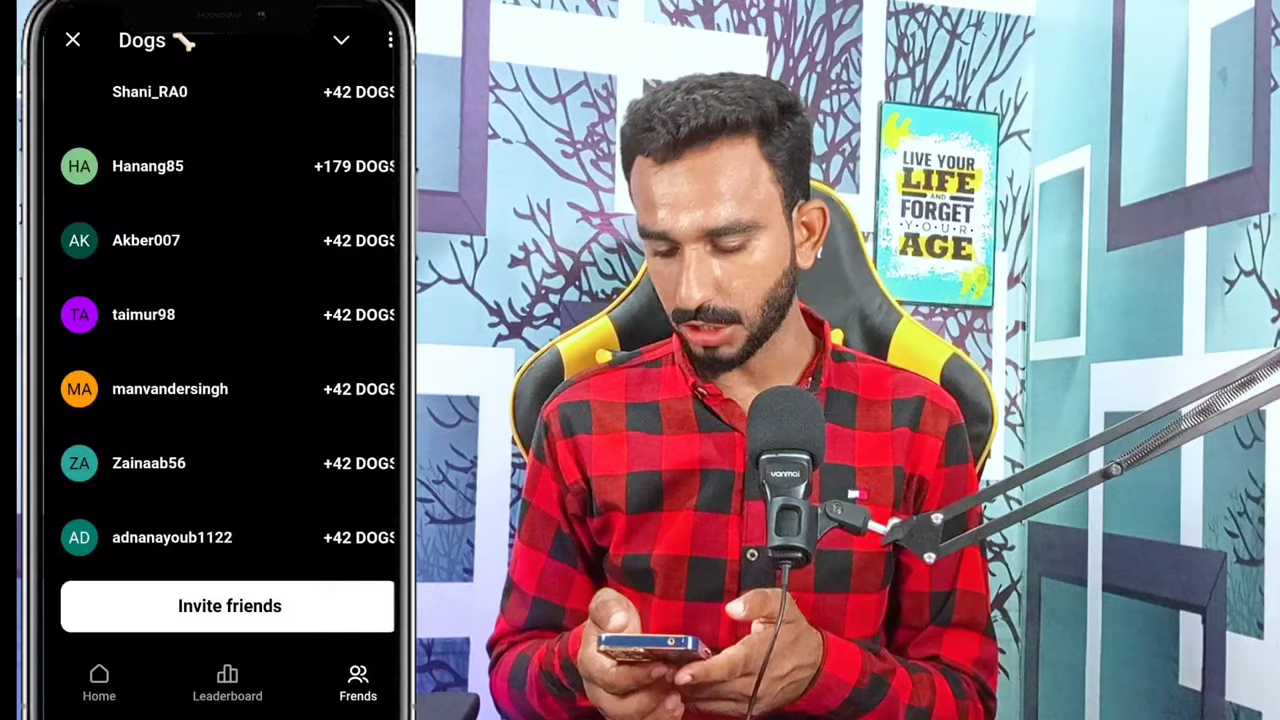 Dogs 🦴
Shani_RA0
+42 DOGS
HA
Hanang85
+179 DOGS
AK
Akber007
+42 DOGS
TA
taimur98
+42 DOGS
MA
manvandersingh
+42 DOGS
ZA
Zainaab56
+42 DOGS
AD
adnanayoub1122
+42 DOGS
Invite friends
Home
Leaderboard
Frends
LIVE YOUR
LIFE
AND
FORGET
YOUR
AGE
vanmai